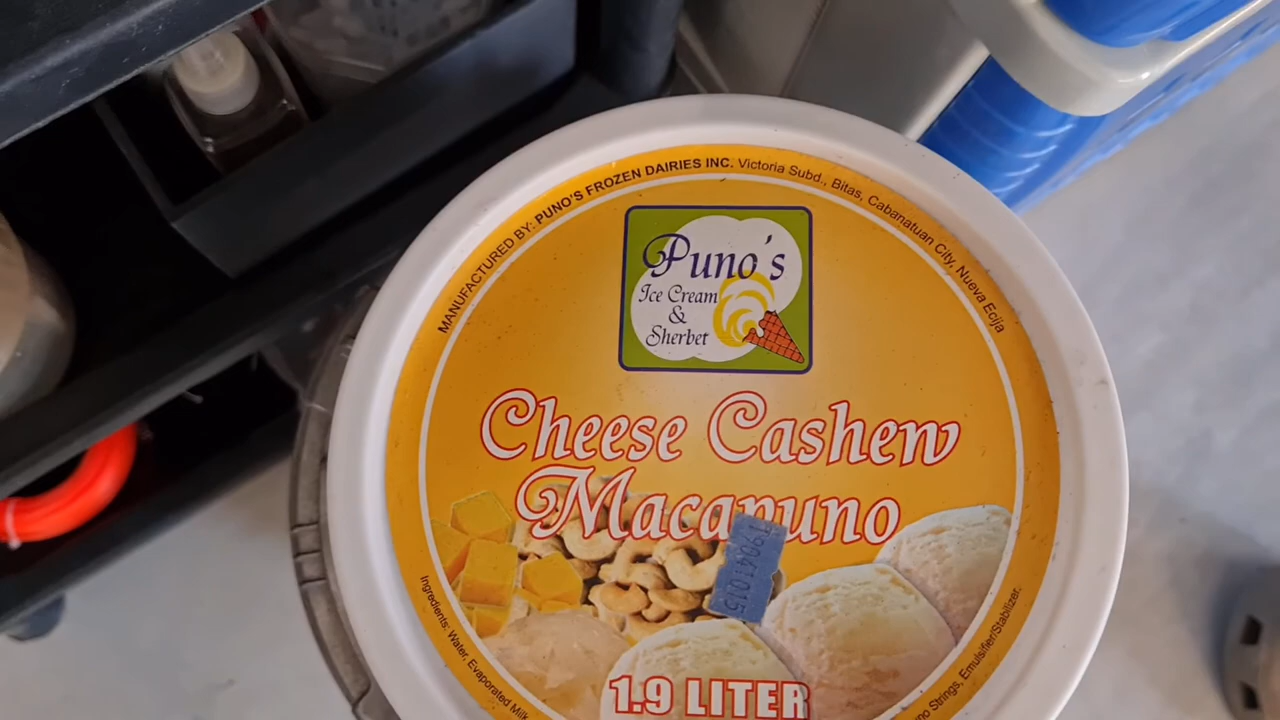 MANUFACTURED BY: PUNO'S FROZEN DAIRIES INC. Victoria Subd., Bitas, Cabanatuan City, Nueva Ecija
Puno's
Ice Cream
&
Sherbet
Cheese Cashew
Macapuno
19041015
1.9 LITER
Ingredients: Water, Evaporated Milk
Strings, Emulsifier/Stabilizer.